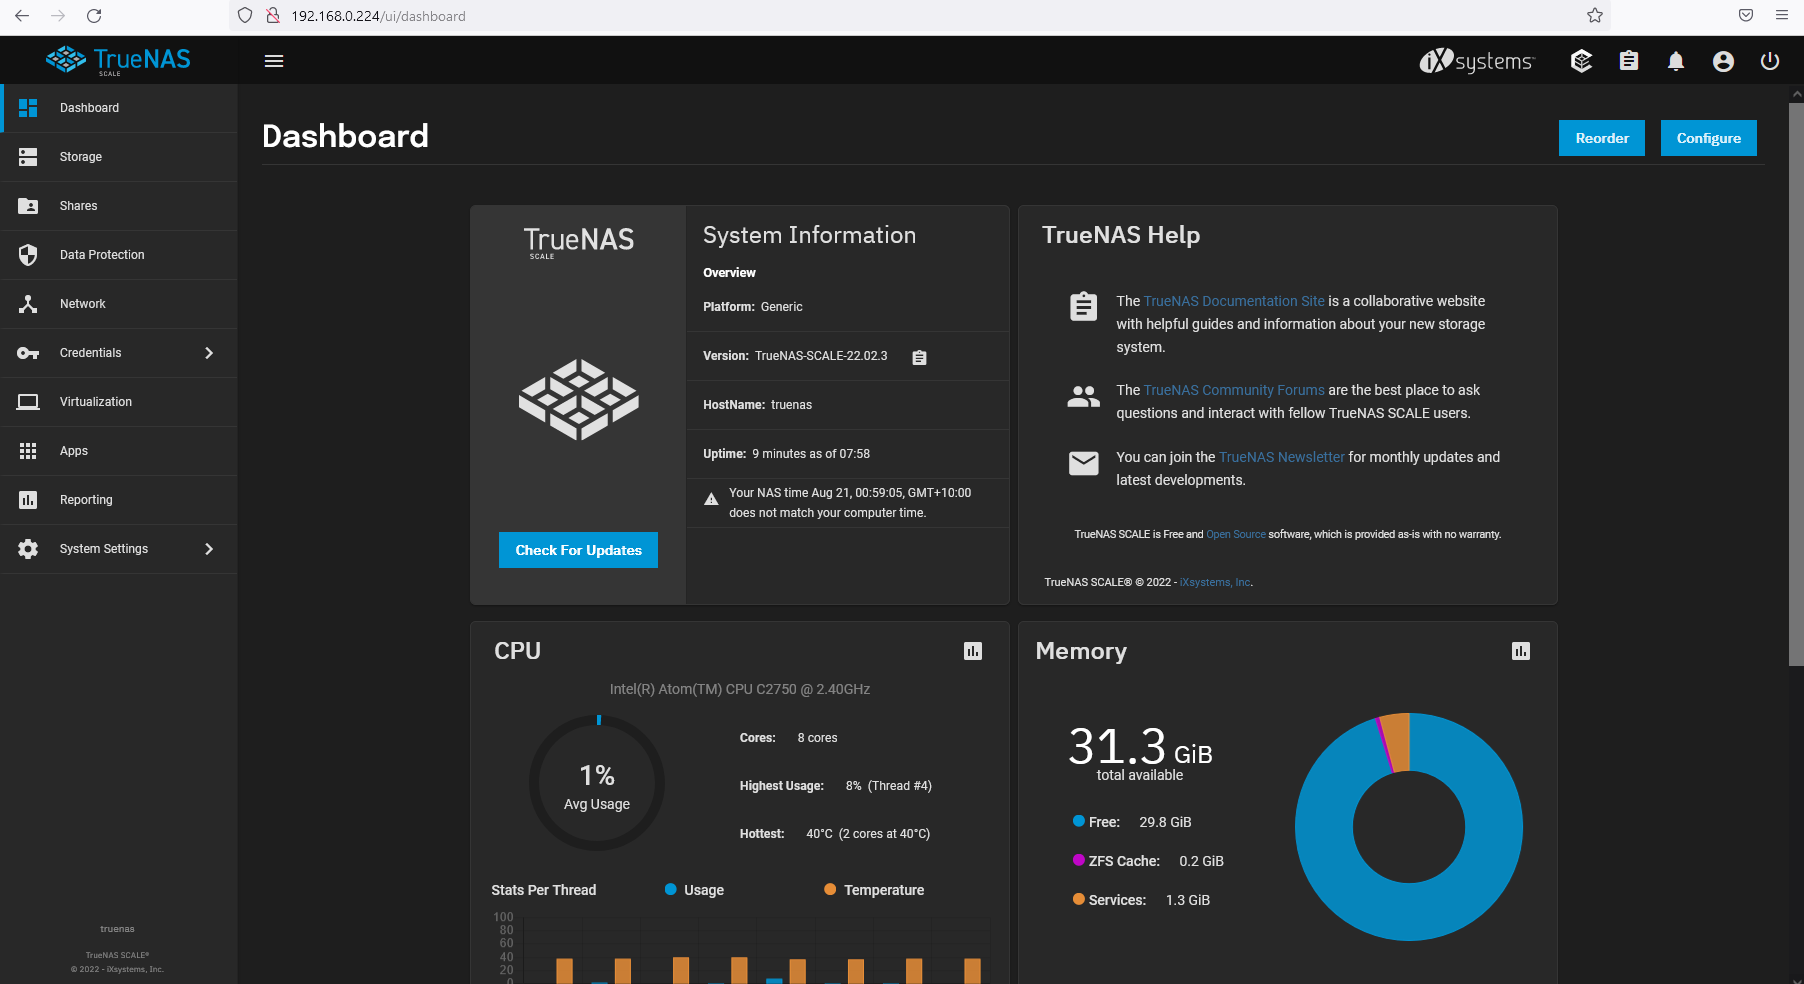 192.168.0.224/ui/dashboard
TrueNAS
SCALE
iXsystems™
Dashboard
Storage
Shares
Data Protection
Network
Credentials
Virtualization
Apps
Reporting
System Settings
truenas
TrueNAS SCALE®
© 2022 - iXsystems, Inc.
Dashboard
Reorder
Configure
TrueNAS
SCALE
Check For Updates
System Information
Overview
Platform: Generic
Version: TrueNAS-SCALE-22.02.3
HostName: truenas
Uptime: 9 minutes as of 07:58
Your NAS time Aug 21, 00:59:05, GMT+10:00
does not match your computer time.
TrueNAS Help
The TrueNAS Documentation Site is a collaborative website
with helpful guides and information about your new storage
system.
The TrueNAS Community Forums are the best place to ask
questions and interact with fellow TrueNAS SCALE users.
You can join the TrueNAS Newsletter for monthly updates and
latest developments.
TrueNAS SCALE is Free and Open Source software, which is provided as-is with no warranty.
TrueNAS SCALE® © 2022 - iXsystems, Inc.
CPU
Intel(R) Atom(TM) CPU C2750 @ 2.40GHz
1%
Avg Usage
Cores: 8 cores
Highest Usage: 8% (Thread #4)
Hottest: 40°C (2 cores at 40°C)
Stats Per Thread
Usage
Temperature
100
80
60
40
20
0
Memory
31.3 GiB
total available
Free: 29.8 GiB
ZFS Cache: 0.2 GiB
Services: 1.3 GiB